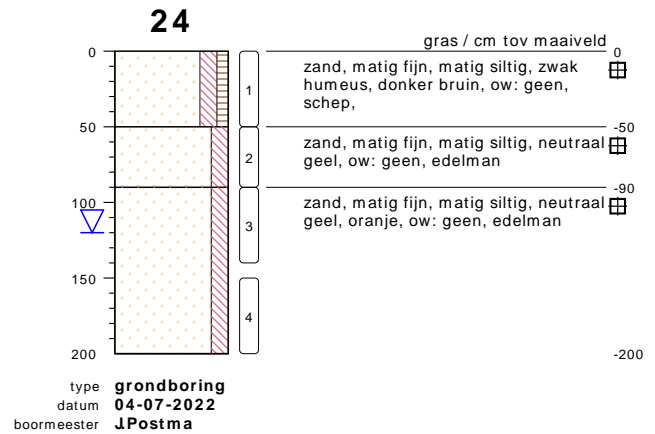 24
gras / cm tov maaiveld
0
0
zand, matig fijn, matig siltig, zwak
humeus, donker bruin, ow: geen,
schep,
1
50
-50
zand, matig fijn, matig siltig, neutraal
geel, ow: geen, edelman
2
-90
zand, matig fijn, matig siltig, neutraal
geel, oranje, ow: geen, edelman
100
3
150
4
200
-200
type grondboring
datum 04-07-2022
boormeester J.Postma